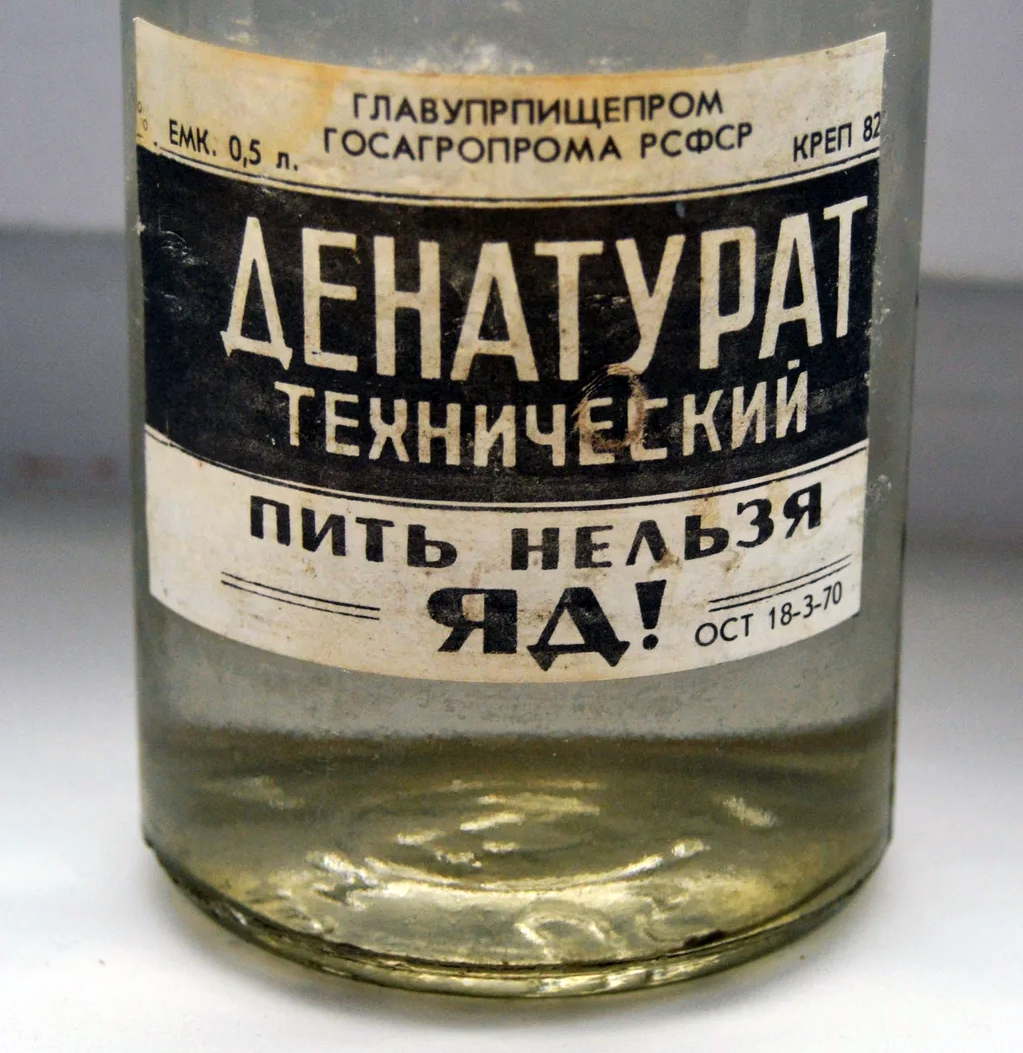 ГЛАВУПРПИЩЕПРОМ
ГОСАГРОПРОМА РСФСР
ЕМК. 0,5 л.
КРЕП 82
ДЕНАТУРАТ
ТЕХНИЧЕСКИЙ
ПИТЬ НЕЛЬЗЯ
ЯД!
ОСТ 18-3-70